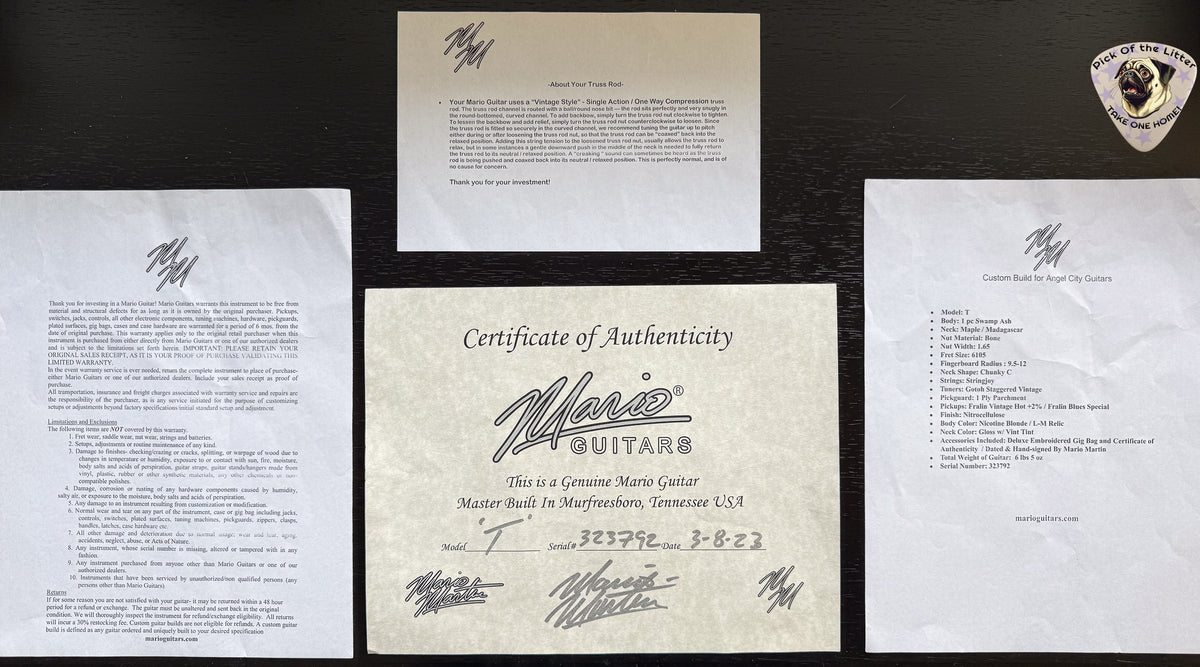 MM
-About Your Truss Rod-
• Your Mario Guitar uses a "Vintage Style" - Single Action / One Way Compression truss
rod. The truss rod channel is routed with a ball/round nose bit — the rod sits perfectly and very snugly in
the round-bottomed, curved channel. To add backbow, simply turn the truss rod nut clockwise to tighten.
To lessen the backbow and add relief, simply turn the truss rod nut counterclockwise to loosen. Since
the truss rod is fitted so securely in the curved channel, we recommend tuning the guitar up to pitch
either during or after loosening the truss rod nut, so that the truss rod can be "coaxed" back into the
relaxed position. Adding this string tension to the loosened truss rod nut, usually allows the truss rod to
relax, but in some instances a gentle downward push in the middle of the neck is needed to fully return
the truss rod to its neutral / relaxed position. A "creaking" sound can sometimes be heard as the truss
rod is being pushed and coaxed back into its neutral / relaxed position. This is perfectly normal, and is of
no cause for concern.
Thank you for your investment!
Pick Of the Litter
TAKE ONE HOME!
MM
Thank you for investing in a Mario Guitar! Mario Guitars warrants this instrument to be free from
material and structural defects for as long as it is owned by the original purchaser. Pickups,
switches, jacks, controls, all other electronic components, tuning machines, hardware, pickguards,
plated surfaces, gig bags, cases and case hardware are warranted for a period of 6 mos. from the
date of original purchase. This warranty applies only to the original retail purchaser when this
instrument is purchased from either directly from Mario Guitars or one of our authorized dealers
and is subject to the limitations set forth herein. IMPORTANT: PLEASE RETAIN YOUR
ORIGINAL SALES RECEIPT, AS IT IS YOUR PROOF OF PURCHASE VALIDATING THIS
LIMITED WARRANTY.
In the event warranty service is ever needed, return the complete instrument to place of purchase-
either Mario Guitars or one of our authorized dealers. Include your sales receipt as proof of
purchase.
All transportation, insurance and freight charges associated with warranty service and repairs are
the responsibility of the purchaser, as is any service initiated for the purpose of customizing
setups or adjustments beyond factory specifications/initial standard setup and adjustment.
Limitations and Exclusions
The following items are NOT covered by this warranty.
1. Fret wear, saddle wear, nut wear, strings and batteries.
2. Setups, adjustments or routine maintenance of any kind.
3. Damage to finishes- checking/crazing or cracks, splitting, or warpage of wood due to
changes in temperature or humidity, exposure to or contact with sun, fire, moisture,
body salts and acids of perspiration, guitar straps, guitar stands/hangers made from
vinyl, plastic, rubber or other synthetic materials, any other chemicals or non-
compatible polishes.
4. Damage, corrosion or rusting of any hardware components caused by humidity,
salty air, or exposure to the moisture, body salts and acids of perspiration.
5. Any damage to an instrument resulting from customization or modification.
6. Normal wear and tear on any part of the instrument, case or gig bag including jacks,
controls, switches, plated surfaces, tuning machines, pickguards, zippers, clasps,
handles, latches, case hardware etc.
7. All other damage and deterioration due to normal usage, wear and tear, aging,
accidents, neglect, abuse, or Acts of Nature.
8. Any instrument, whose serial number is missing, altered or tampered with in any
fashion.
9. Any instrument purchased from anyone other than Mario Guitars or one of our
authorized dealers.
10. Instruments that have been serviced by unauthorized/non qualified persons (any
persons other than Mario Guitars).
Returns
If for some reason you are not satisfied with your guitar- it may be returned within a 48 hour
period for a refund or exchange. The guitar must be unaltered and sent back in the original
condition. We will thoroughly inspect the instrument for refund/exchange eligibility. All returns
will incur a 30% restocking fee. Custom guitar builds are not eligible for refunds. A custom guitar
build is defined as any guitar ordered and uniquely built to your desired specification
marioguitars.com
Certificate of Authenticity
Mario®
GUITARS
This is a Genuine Mario Guitar
Master Built In Murfreesboro, Tennessee USA
Model "T" Serial# 323792 Date 3-8-23
Mario Martin
Mario Martin
MM
MM
Custom Build for Angel City Guitars
• Model: T
• Body: 1 pc Swamp Ash
• Neck: Maple / Madagascar
• Nut Material: Bone
• Nut Width: 1.65
• Fret Size: 6105
• Fingerboard Radius : 9.5-12
• Neck Shape: Chunky C
• Strings: Stringjoy
• Tuners: Gotoh Staggered Vintage
• Pickguard: 1 Ply Parchment
• Pickups: Fralin Vintage Hot +2% / Fralin Blues Special
• Finish: Nitrocellulose
• Body Color: Nicotine Blonde / L-M Relic
• Neck Color: Gloss w/ Vint Tint
• Accessories Included: Deluxe Embroidered Gig Bag and Certificate of
Authenticity / Dated & Hand-signed By Mario Martin
• Total Weight of Guitar: 6 lbs 5 oz
• Serial Number: 323792
marioguitars.com